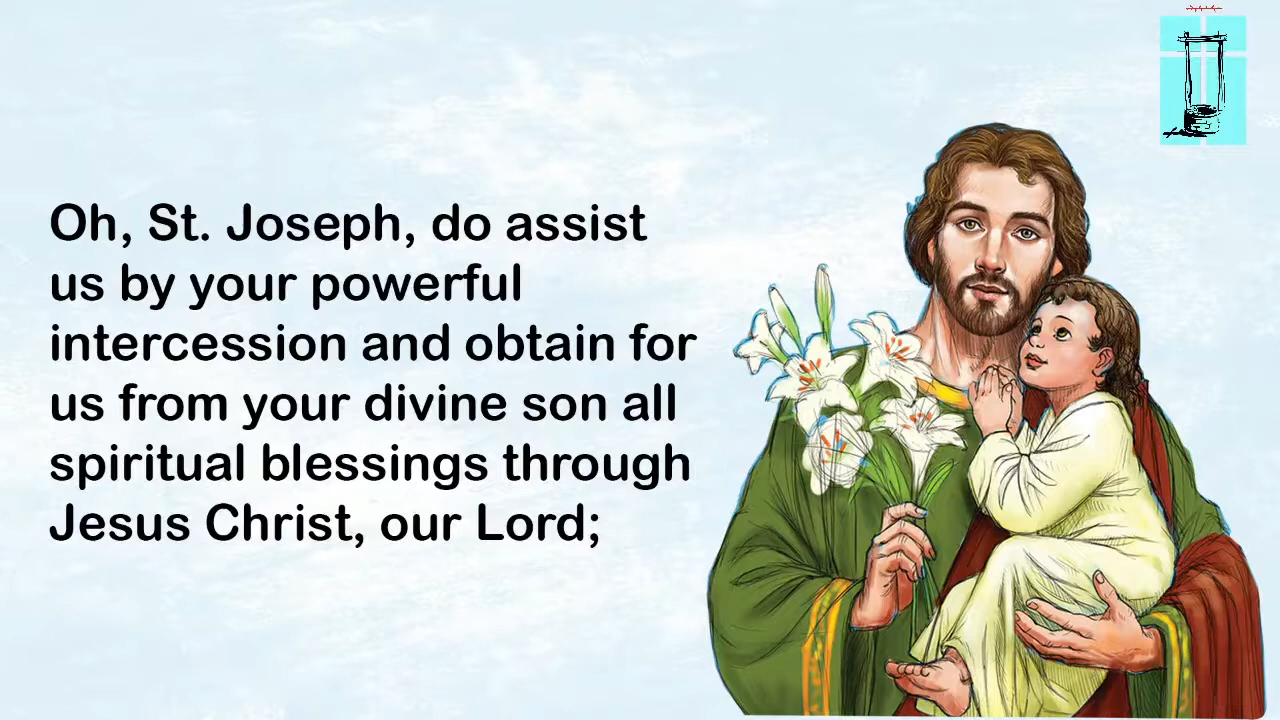 Oh, St. Joseph, do assist
us by your powerful
intercession and obtain for
us from your divine son all
spiritual blessings through
Jesus Christ, our Lord;